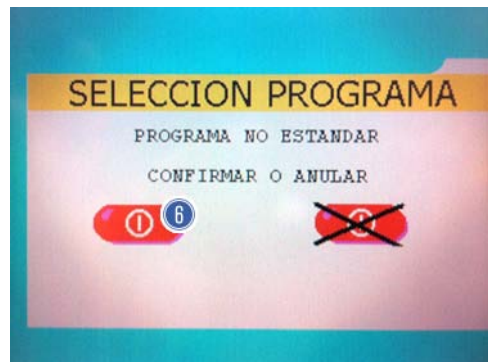 SELECCION PROGRAMA
PROGRAMA NO ESTANDAR
CONFIRMAR O ANULAR
6